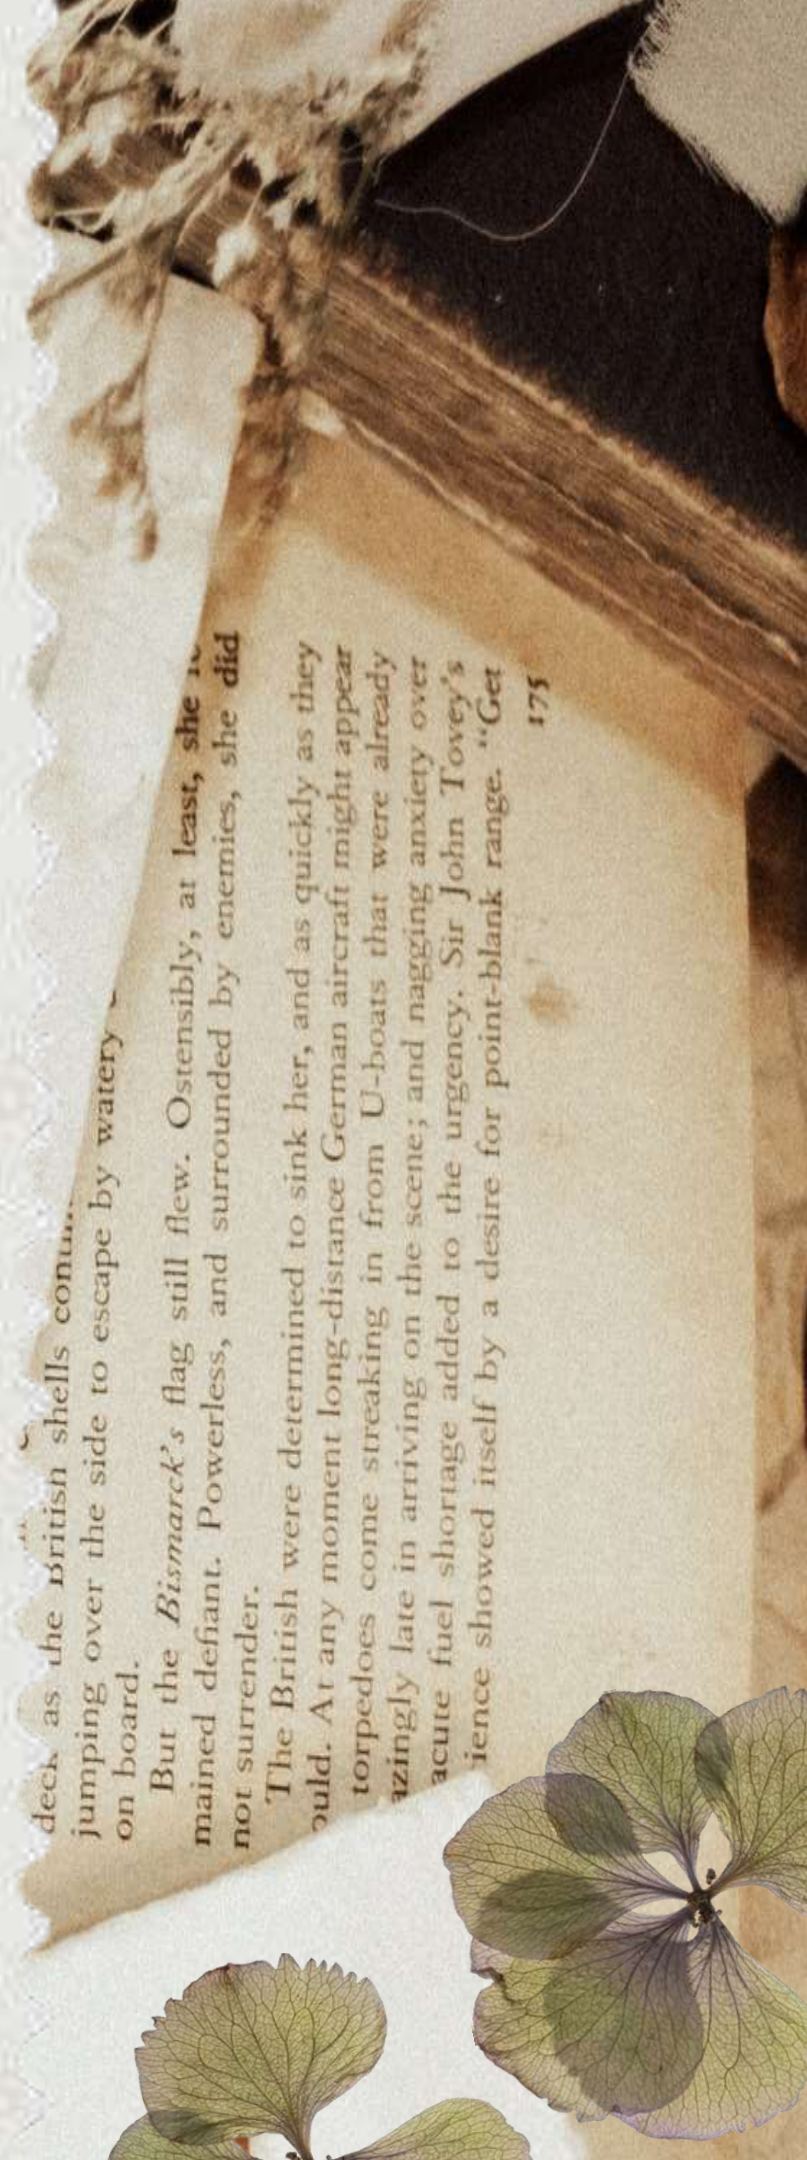 deck as the British shells
jumping over the side to escape by watery
on board.
But the Bismarck's flag still flew. Ostensibly, at least, she
mained defiant. Powerless, and surrounded by enemies, she did
not surrender.
The British were determined to sink her, and as quickly as they
ould. At any moment long-distance German aircraft might appear
torpedoes come streaking in from U-boats that were already
azingly late in arriving on the scene; and nagging anxiety over
acute fuel shortage added to the urgency. Sir John Tovey's
ience showed itself by a desire for point-blank range. "Get
175